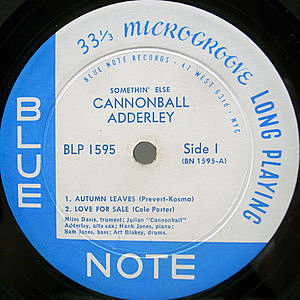 33⅓ MICROGROOVE LONG PLAYING
BLUE NOTE RECORDS • 47 WEST 63rd • NYC
SOMETHIN' ELSE
CANNONBALL
ADDERLEY
BLP 1595 Side 1
(BN 1595-A)
1. AUTUMN LEAVES (Prevert-Kosma)
2. LOVE FOR SALE (Cole Porter)
Miles Davis, trumpet; Julian "Cannonball"
Adderley, alto sax; Hank Jones, piano;
Sam Jones, bass; Art Blakey, drums.
BLUE
NOTE